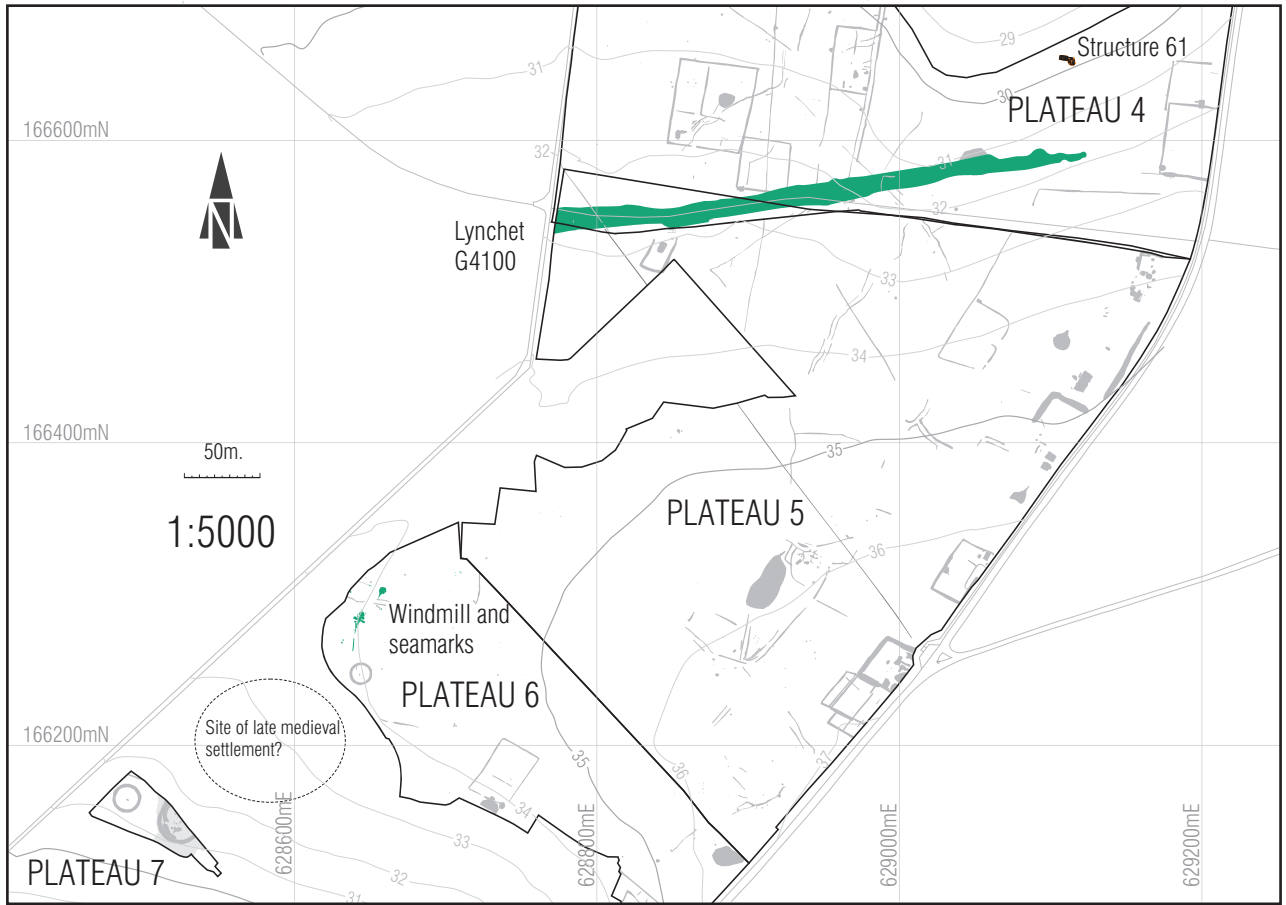 29
Structure 61
31
30
PLATEAU 4
166600mN
32
31
N
32
Lynchet
G4100
33
34
166400mN
50m.
35
1:5000
PLATEAU 5
36
Windmill and
seamarks
PLATEAU 6
Site of late medieval
settlement?
166200mN
35
36
37
34
33
32
31
628600mE
628800mE
629000mE
629200mE
PLATEAU 7